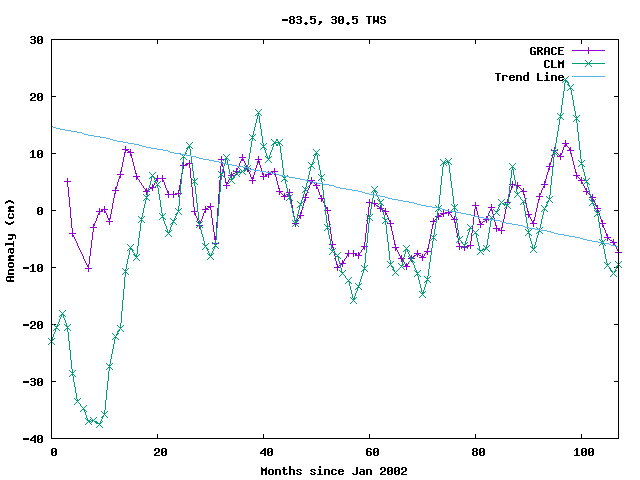 -83.5, 30.5 TWS
GRACE
CLM
Trend Line
30
20
10
0
-10
-20
-30
-40
Anomaly (cm)
0 20 40 60 80 100
Months since Jan 2002